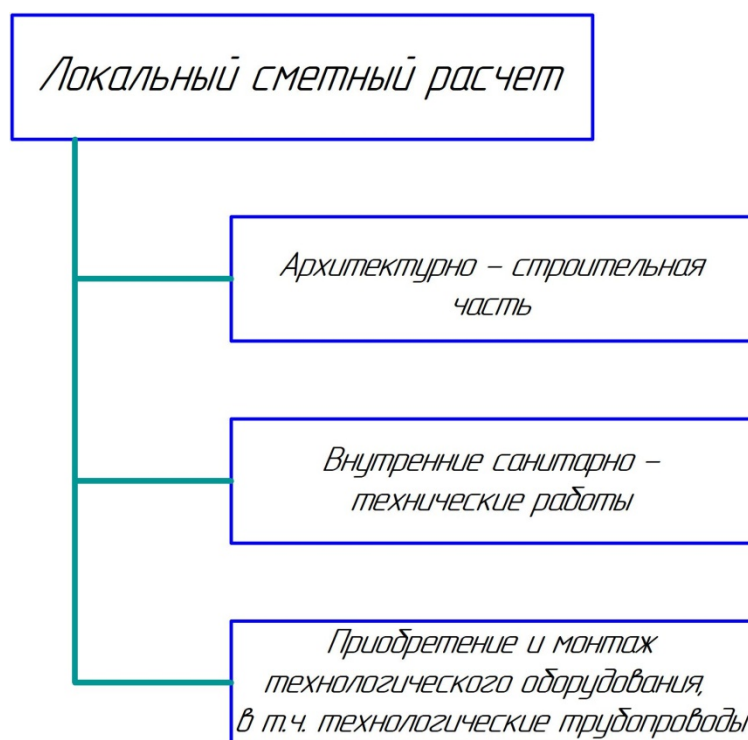 Локальный сметный расчет
Архитектурно – строительная
часть
Внутренние санитарно –
технические работы
Приобретение и монтаж
технологического оборудования,
в т.ч. технологические трубопроводы